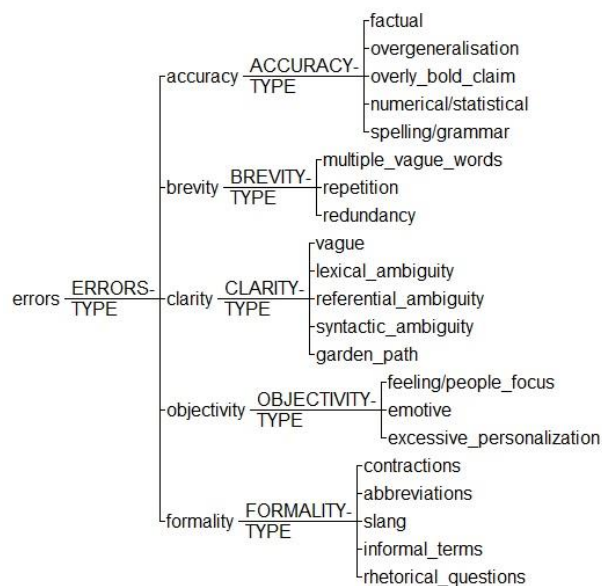 errors
ERRORS-
TYPE
accuracy
ACCURACY-
TYPE
factual
overgeneralisation
overly_bold_claim
numerical/statistical
spelling/grammar
brevity
BREVITY-
TYPE
multiple_vague_words
repetition
redundancy
clarity
CLARITY-
TYPE
vague
lexical_ambiguity
referential_ambiguity
syntactic_ambiguity
garden_path
objectivity
OBJECTIVITY-
TYPE
feeling/people_focus
emotive
excessive_personalization
formality
FORMALITY-
TYPE
contractions
abbreviations
slang
informal_terms
rhetorical_questions